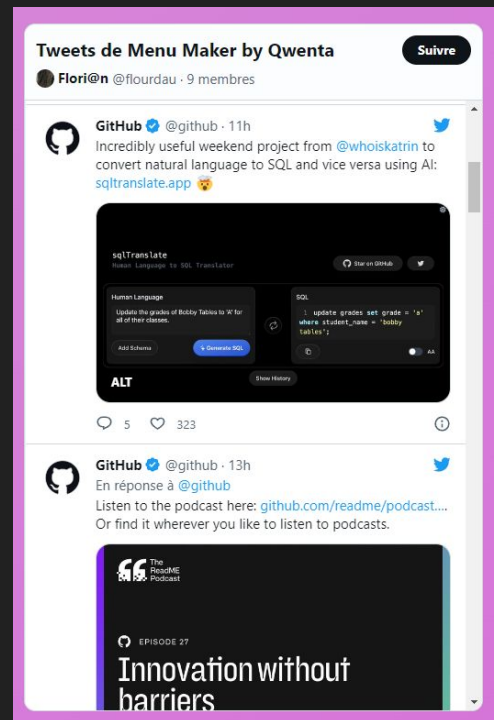 Tweets de Menu Maker by Qwenta
Suivre
Flori@n @flourdau · 9 membres
GitHub @github · 11h
Incredibly useful weekend project from @whoiskatrin to
convert natural language to SQL and vice versa using AI:
sqltranslate.app 🤯
sqlTranslate
Human Language to SQL Translator
Star on GitHub
Human Language
Update the grades of Bobby Tables to 'A' for
all of their classes.
Add Schema
Generate SQL
SQL
1 update grades set grade = 'a'
where student_name = 'bobby
tables';
AA
ALT
Show History
5 323
GitHub @github · 13h
En réponse à @github
Listen to the podcast here: github.com/readme/podcast....
Or find it wherever you like to listen to podcasts.
The
ReadME
Podcast
EPISODE 27
Innovation without
barriers